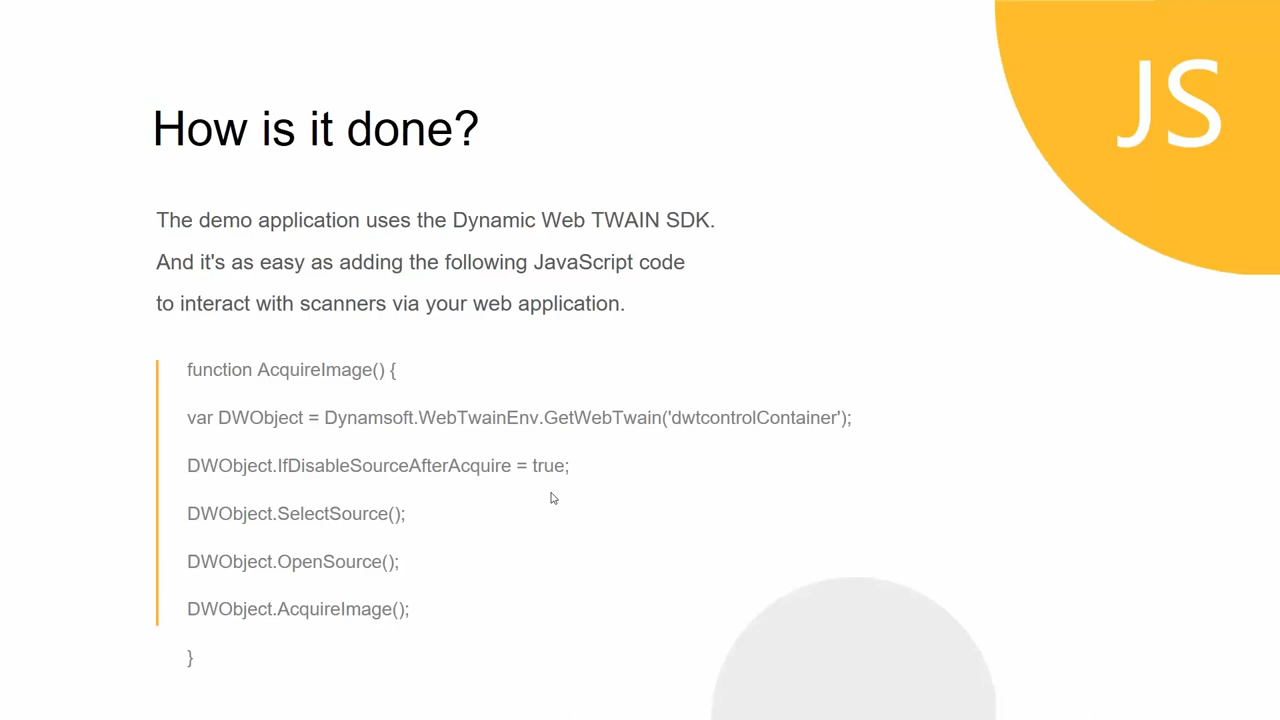 JS
How is it done?
The demo application uses the Dynamic Web TWAIN SDK.
And it's as easy as adding the following JavaScript code
to interact with scanners via your web application.
function AcquireImage() {
var DWObject = Dynamsoft.WebTwainEnv.GetWebTwain('dwtcontrolContainer');
DWObject.IfDisableSourceAfterAcquire = true;
DWObject.SelectSource();
DWObject.OpenSource();
DWObject.AcquireImage();
}